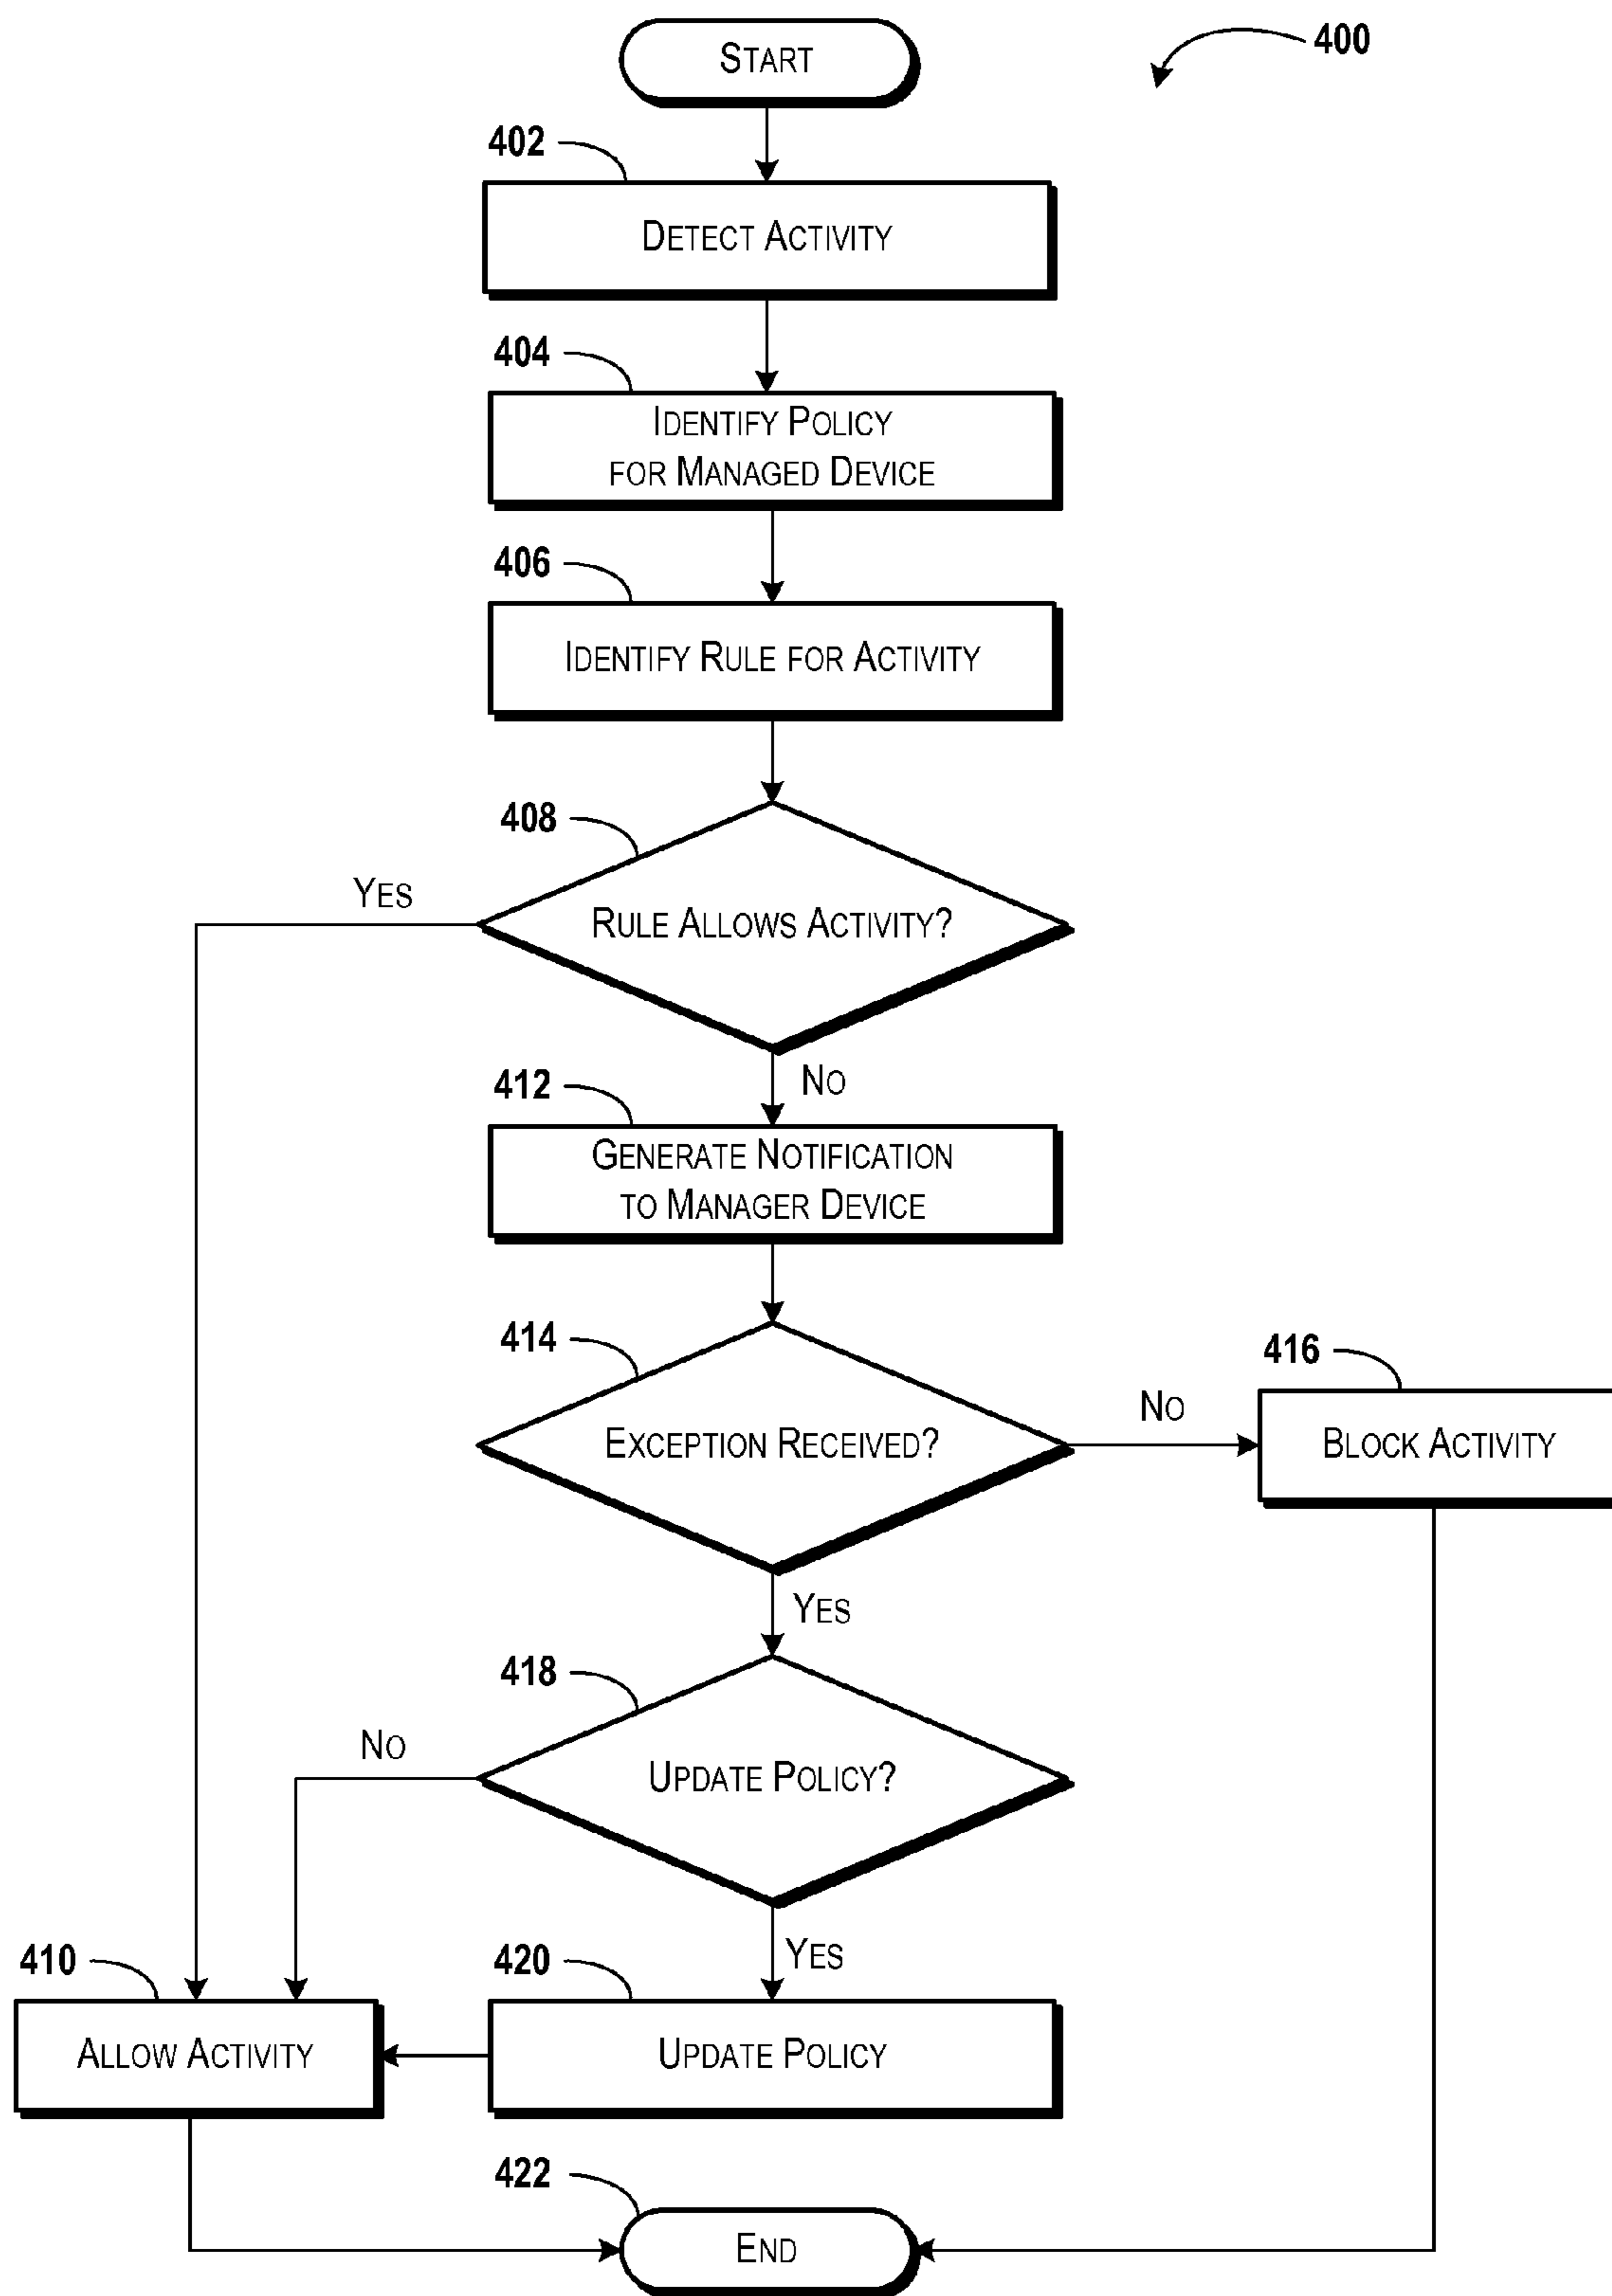 START
400
402
DETECT ACTIVITY
404
IDENTIFY POLICY
FOR MANAGED DEVICE
406
IDENTIFY RULE FOR ACTIVITY
408
YES
RULE ALLOWS ACTIVITY?
NO
412
GENERATE NOTIFICATION
TO MANAGER DEVICE
414
416
NO
EXCEPTION RECEIVED?
BLOCK ACTIVITY
YES
418
NO
UPDATE POLICY?
YES
410
420
ALLOW ACTIVITY
UPDATE POLICY
422
END